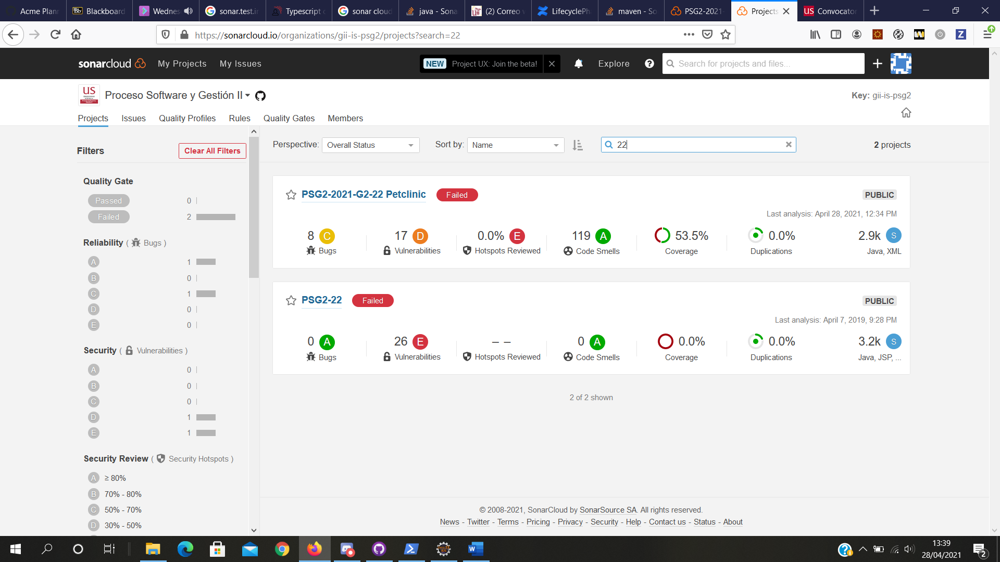 Acme Plann
Bb Blackboard
Wednes
sonar.test.in
Typescript c
sonar cloud
java - Sona
(2) Correo w
LifecyclePha
maven - So
PSG2-2021-
Projects
US Convocator
https://sonarcloud.io/organizations/gii-is-psg2/projects?search=22
sonarcloud My Projects My Issues
NEW Project UX: Join the beta!
Explore
Search for projects and files...
US
Proceso Software y Gestión II
Key: gii-is-psg2
Projects Issues Quality Profiles Rules Quality Gates Members
Filters
Clear All Filters
Quality Gate
Passed 0
Failed 2
Reliability ( Bugs )
A 1
B 0
C 1
D 0
E 0
Security ( Vulnerabilities )
A 0
B 0
C 0
D 1
E 1
Security Review ( Security Hotspots )
A ≥ 80%
B 70% - 80%
C 50% - 70%
D 30% - 50%
Perspective: Overall Status
Sort by: Name
22
2 projects
PSG2-2021-G2-22 Petclinic Failed PUBLIC
Last analysis: April 28, 2021, 12:34 PM
8 C 17 D 0.0% E 119 A 53.5% 0.0% 2.9k S
Bugs Vulnerabilities Hotspots Reviewed Code Smells Coverage Duplications Java, XML
PSG2-22 Failed PUBLIC
Last analysis: April 7, 2019, 9:28 PM
0 A 26 E – – 0 A 0.0% 0.0% 3.2k S
Bugs Vulnerabilities Hotspots Reviewed Code Smells Coverage Duplications Java, JSP, ...
2 of 2 shown
© 2008-2021, SonarCloud by SonarSource SA. All rights reserved.
News - Twitter - Terms - Pricing - Privacy - Security - Help - Contact us - Status - About
13:39
28/04/2021
2